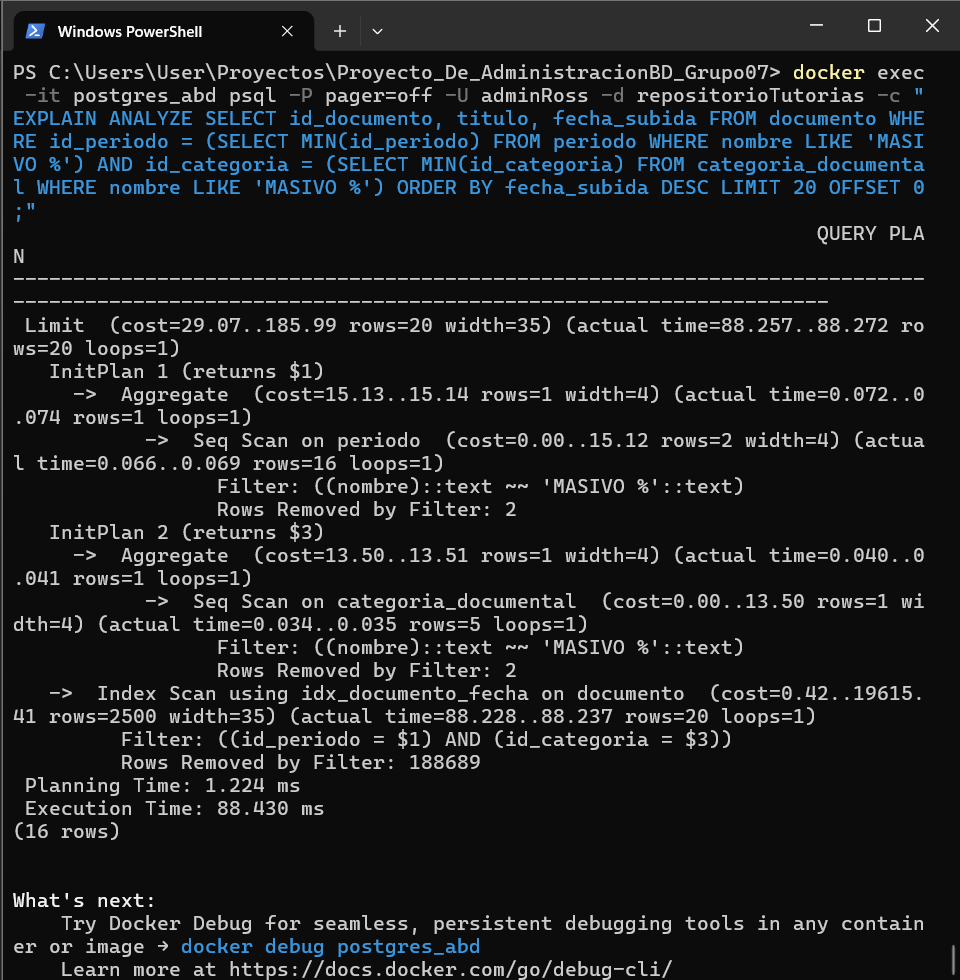 Windows PowerShell
PS C:\Users\User\Proyectos\Proyecto_De_AdministracionBD_Grupo07> docker exec
 -it postgres_abd psql -P pager=off -U adminRoss -d repositorioTutorias -c "
EXPLAIN ANALYZE SELECT id_documento, titulo, fecha_subida FROM documento WHE
RE id_periodo = (SELECT MIN(id_periodo) FROM periodo WHERE nombre LIKE 'MASI
VO %') AND id_categoria = (SELECT MIN(id_categoria) FROM categoria_documenta
l WHERE nombre LIKE 'MASIVO %') ORDER BY fecha_subida DESC LIMIT 20 OFFSET 0
;"
                                                                   QUERY PLA
N
----------------------------------------------------------------------------
--------------------------------------------------------------------
 Limit  (cost=29.07..185.99 rows=20 width=35) (actual time=88.257..88.272 ro
ws=20 loops=1)
   InitPlan 1 (returns $1)
     ->  Aggregate  (cost=15.13..15.14 rows=1 width=4) (actual time=0.072..0
.074 rows=1 loops=1)
           ->  Seq Scan on periodo  (cost=0.00..15.12 rows=2 width=4) (actua
l time=0.066..0.069 rows=16 loops=1)
                 Filter: ((nombre)::text ~~ 'MASIVO %'::text)
                 Rows Removed by Filter: 2
   InitPlan 2 (returns $3)
     ->  Aggregate  (cost=13.50..13.51 rows=1 width=4) (actual time=0.040..0
.041 rows=1 loops=1)
           ->  Seq Scan on categoria_documental  (cost=0.00..13.50 rows=1 wi
dth=4) (actual time=0.034..0.035 rows=5 loops=1)
                 Filter: ((nombre)::text ~~ 'MASIVO %'::text)
                 Rows Removed by Filter: 2
   ->  Index Scan using idx_documento_fecha on documento  (cost=0.42..19615.
41 rows=2500 width=35) (actual time=88.228..88.237 rows=20 loops=1)
         Filter: ((id_periodo = $1) AND (id_categoria = $3))
         Rows Removed by Filter: 188689
 Planning Time: 1.224 ms
 Execution Time: 88.430 ms
(16 rows)
What's next:
    Try Docker Debug for seamless, persistent debugging tools in any contain
er or image → docker debug postgres_abd
    Learn more at https://docs.docker.com/go/debug-cli/